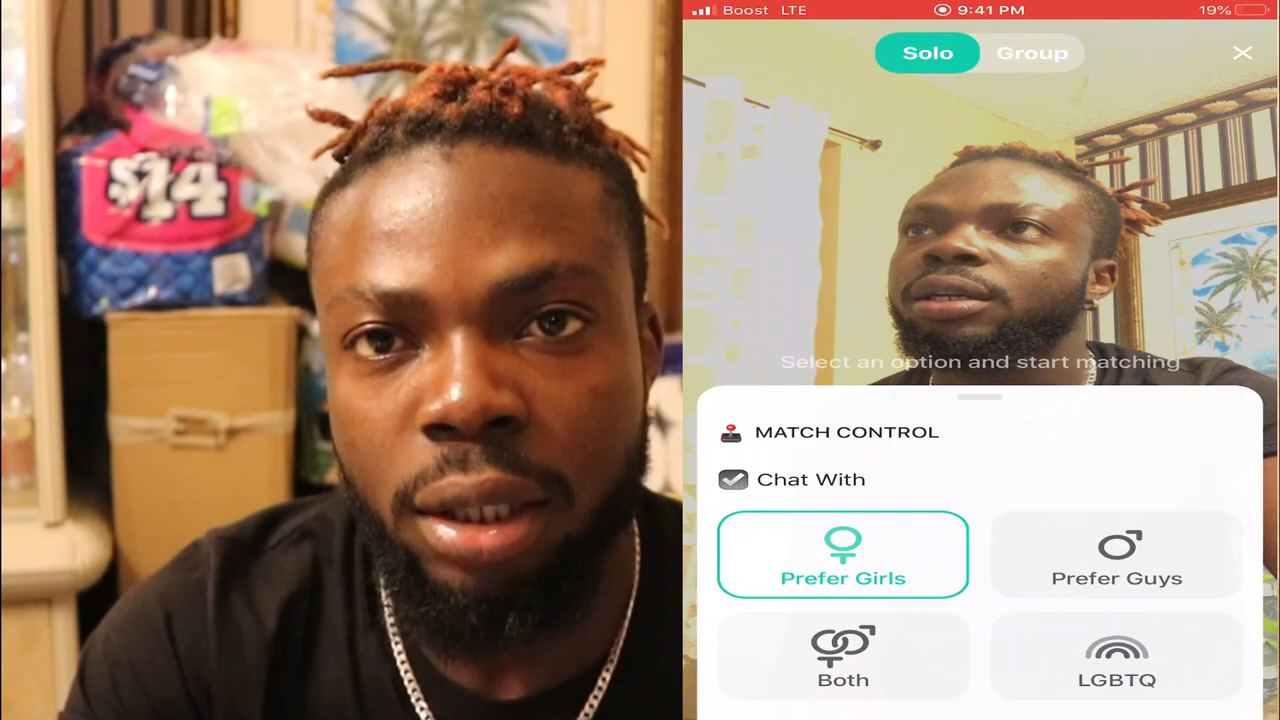 $14
Boost LTE
9:41 PM
19%
Solo
Group
Select an option and start matching
MATCH CONTROL
Chat With
Prefer Girls
Prefer Guys
Both
LGBTQ